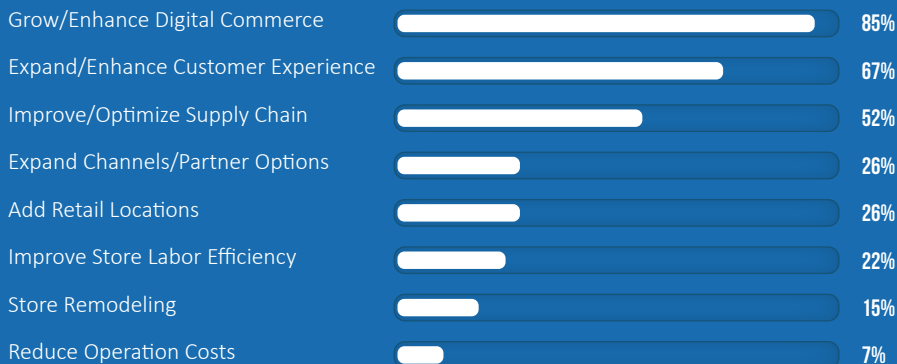 Grow/Enhance Digital Commerce 85%
Expand/Enhance Customer Experience 67%
Improve/Optimize Supply Chain 52%
Expand Channels/Partner Options 26%
Add Retail Locations 26%
Improve Store Labor Efficiency 22%
Store Remodeling 15%
Reduce Operation Costs 7%